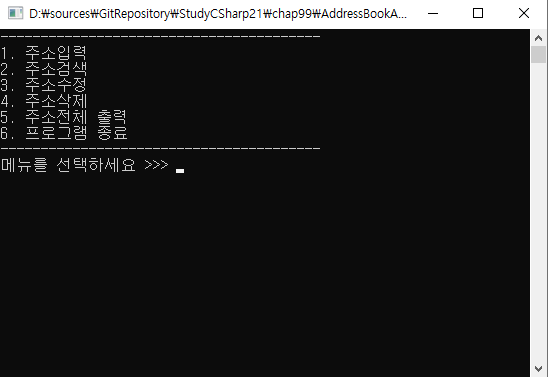 D:₩sources₩GitRepository₩StudyCSharp21₩chap99₩AddressBookA...
----------------------------------------
1. 주소입력
2. 주소검색
3. 주소수정
4. 주소삭제
5. 주소전체 출력
6. 프로그램 종료
----------------------------------------
메뉴를 선택하세요 >>>